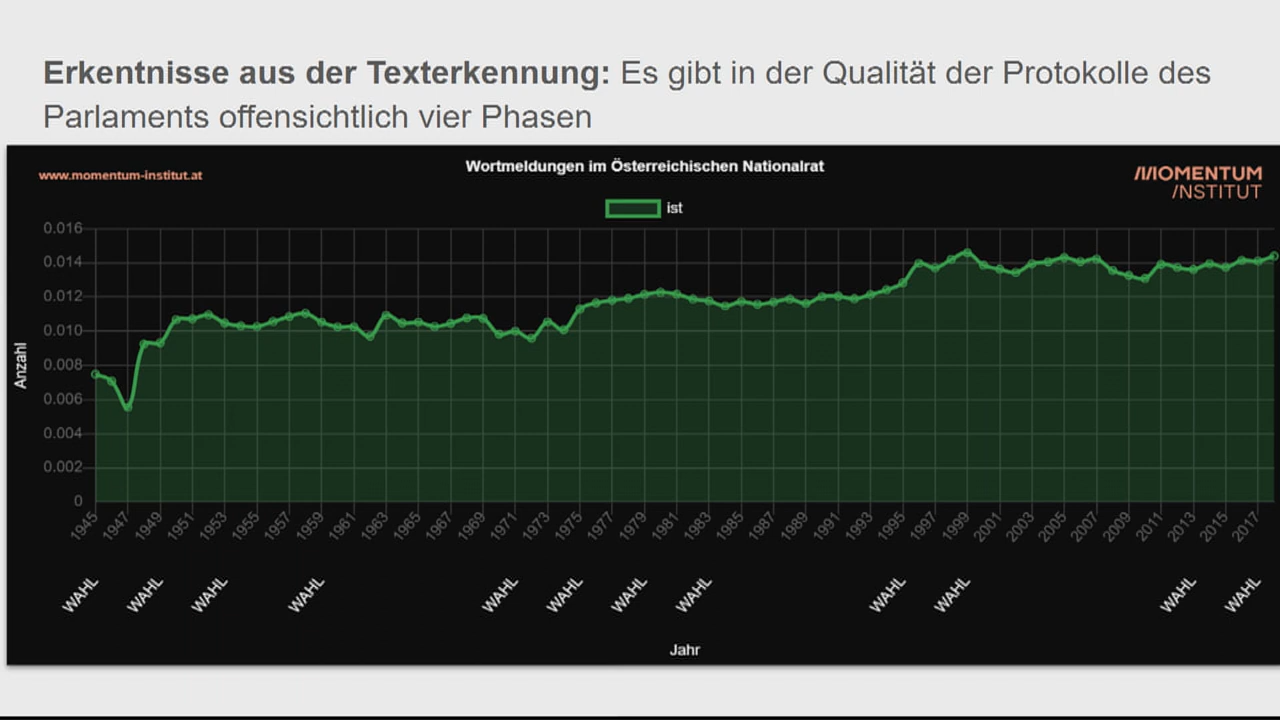 Erkentnisse aus der Texterkennung: Es gibt in der Qualität der Protokolle des
Parlaments offensichtlich vier Phasen
Wortmeldungen im Österreichischen Nationalrat
www.momentum-institut.at
MOMENTUM
INSTITUT
ist
0.016
0.014
0.012
0.010
0.008
0.006
0.004
0.002
0
Anzahl
1945 1947 1949 1951 1953 1955 1957 1959 1961 1963 1965 1967 1969 1971 1973 1975 1977 1979 1981 1983 1985 1987 1989 1991 1993 1995 1997 1999 2001 2003 2005 2007 2009 2011 2013 2015 2017
WAHL WAHL WAHL WAHL WAHL WAHL WAHL WAHL WAHL WAHL WAHL WAHL
Jahr